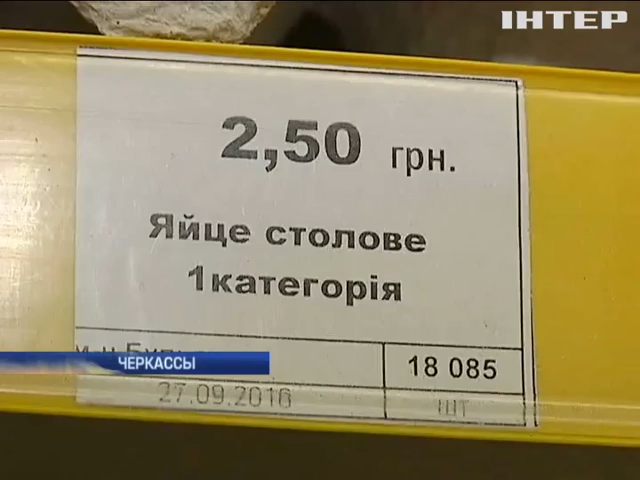 ІНТЕР
2,50 грн.
Яйце столове
1категорія
ЧЕРКАССЫ
18 085
27.09.2016
шт